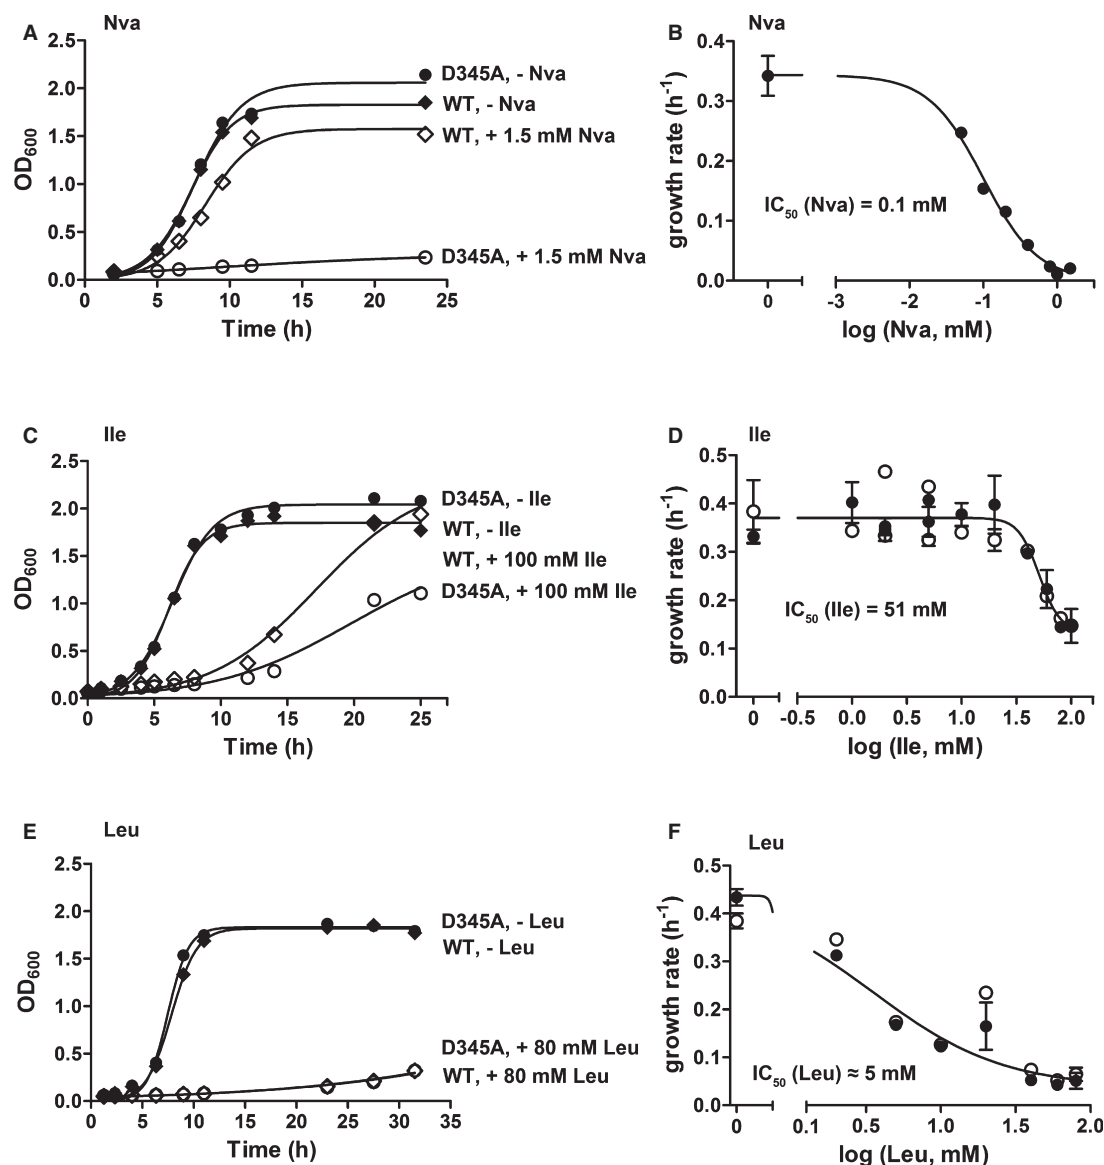 A Nva
2.5
2.0
1.5
1.0
0.5
0.0
OD600
0 5 10 15 20 25
Time (h)
D345A, - Nva
WT, - Nva
WT, + 1.5 mM Nva
D345A, + 1.5 mM Nva
B Nva
0.4
0.3
0.2
0.1
0.0
growth rate (h-1)
IC50 (Nva) = 0.1 mM
0 -3 -2 -1 0
log (Nva, mM)
C Ile
2.5
2.0
1.5
1.0
0.5
0.0
OD600
0 5 10 15 20 25
Time (h)
D345A, - Ile
WT, - Ile
WT, + 100 mM Ile
D345A, + 100 mM Ile
D Ile
0.5
0.4
0.3
0.2
0.1
0.0
growth rate (h-1)
IC50 (Ile) = 51 mM
0 -0.5 0.0 0.5 1.0 1.5 2.0
log (Ile, mM)
E Leu
2.5
2.0
1.5
1.0
0.5
0.0
OD600
0 5 10 15 20 25 30 35
Time (h)
D345A, - Leu
WT, - Leu
D345A, + 80 mM Leu
WT, + 80 mM Leu
F Leu
0.5
0.4
0.3
0.2
0.1
0.0
growth rate (h-1)
IC50 (Leu) ≈ 5 mM
0 0.1 0.5 1.0 1.5 2.0
log (Leu, mM)